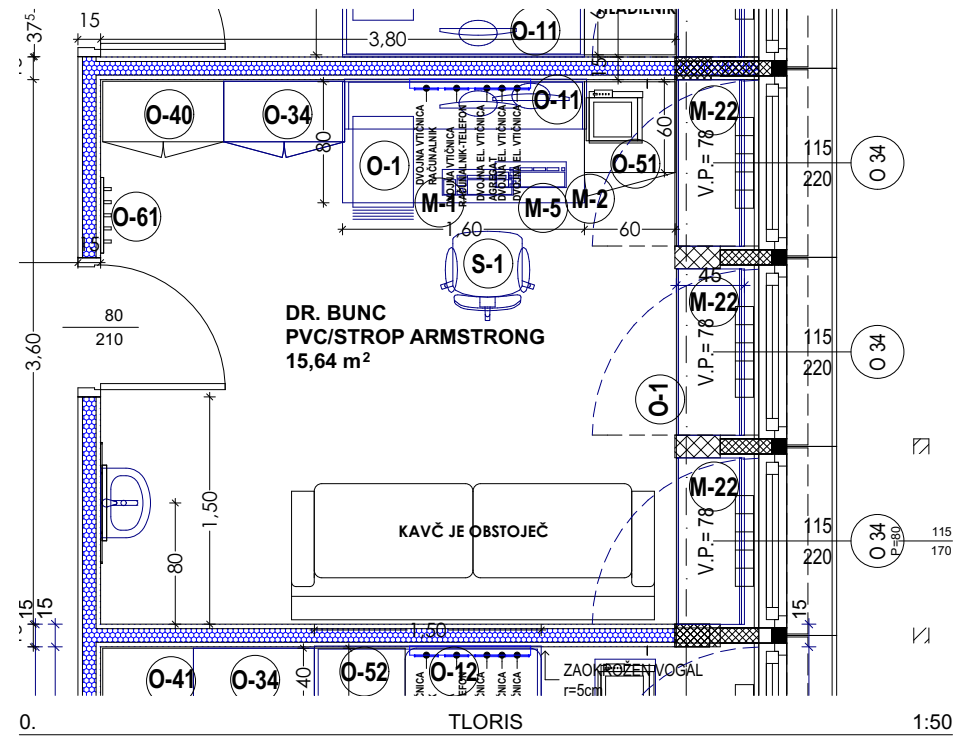 15
37⁵
3,80
HLADILNIK
O-11
15
O-40
O-34
80
O-1
DVOJNA VTIČNICA
RAČUNALNIK
DVOJNA VTIČNICA
RAČUNALNIK-TELEFON
DVOJNA EL. VTIČNICA
AGREGAT
DVOJNA EL. VTIČNICA
DVOJNA EL. VTIČNICA
O-11
60
O-51
M-22
V.P.= 78
115
220
O 34
O-61
M-1
M-5
M-2
1,60
60
15
S-1
45
M-22
V.P.= 78
115
220
O 34
80
210
3,60
DR. BUNC
PVC/STROP ARMSTRONG
15,64 m²
O-1
1,50
80
KAVČ JE OBSTOJEČ
M-22
V.P.= 78
115
220
O 34
P=80
115
170
15
15
15
1,50
O-41
O-34
40
O-52
O-12
ZAOKROŽEN VOGAL
r=5cm
0.
TLORIS
1:50